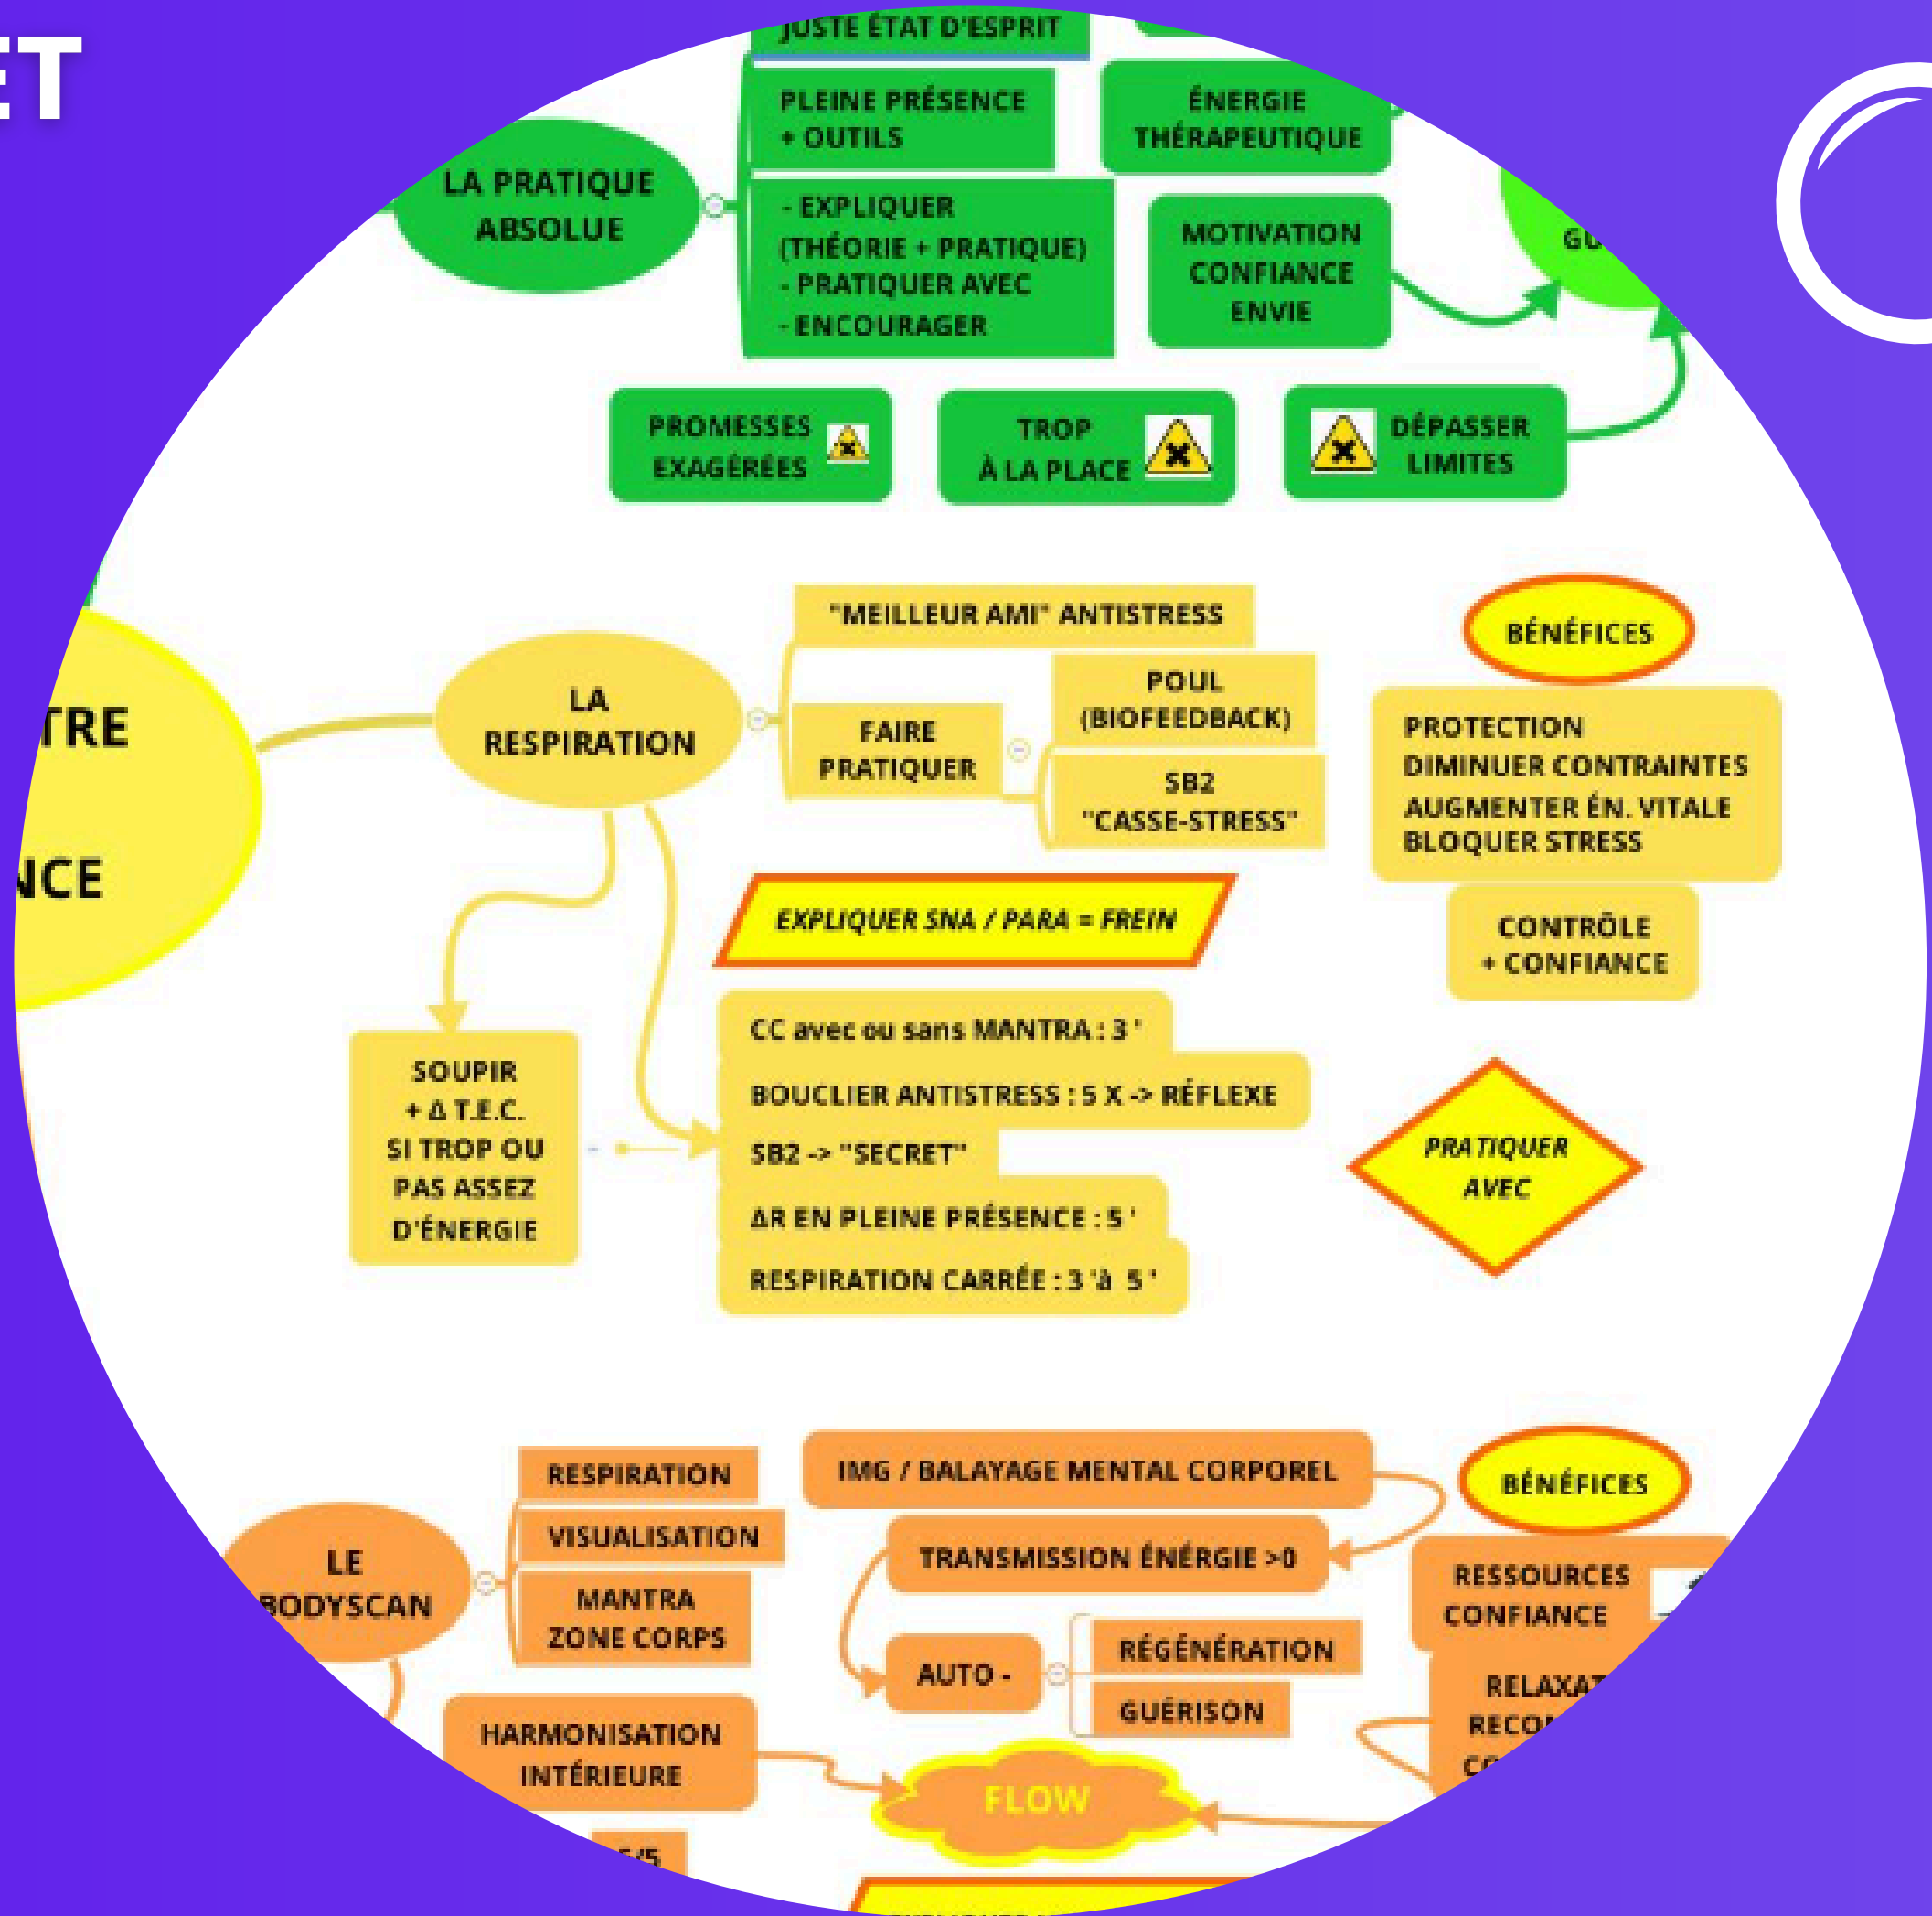 ET
JUSTE ÉTAT D'ESPRIT
PLEINE PRÉSENCE
+ OUTILS
ÉNERGIE
THÉRAPEUTIQUE
LA PRATIQUE
ABSOLUE
- EXPLIQUER
(THÉORIE + PRATIQUE)
- PRATIQUER AVEC
- ENCOURAGER
MOTIVATION
CONFIANCE
ENVIE
PROMESSES
EXAGÉRÉES
TROP
À LA PLACE
DÉPASSER
LIMITES
"MEILLEUR AMI" ANTISTRESS
LA
RESPIRATION
FAIRE
PRATIQUER
POUL
(BIOFEEDBACK)
SB2
"CASSE-STRESS"
BÉNÉFICES
PROTECTION
DIMINUER CONTRAINTES
AUGMENTER ÉN. VITALE
BLOQUER STRESS
CONTRÔLE
+ CONFIANCE
EXPLIQUER SNA / PARA = FREIN
SOUPIR
+ Δ T.E.C.
SI TROP OU
PAS ASSEZ
D'ÉNERGIE
CC avec ou sans MANTRA : 3 '
BOUCLIER ANTISTRESS : 5 X -> RÉFLEXE
SB2 -> "SECRET"
ΔR EN PLEINE PRÉSENCE : 5 '
RESPIRATION CARRÉE : 3 'à 5 '
PRATIQUER
AVEC
LE
BODYSCAN
RESPIRATION
VISUALISATION
MANTRA
ZONE CORPS
IMG / BALAYAGE MENTAL CORPOREL
TRANSMISSION ÉNÉRGIE >0
AUTO -
RÉGÉNÉRATION
GUÉRISON
BÉNÉFICES
RESSOURCES
CONFIANCE
HARMONISATION
INTÉRIEURE
FLOW